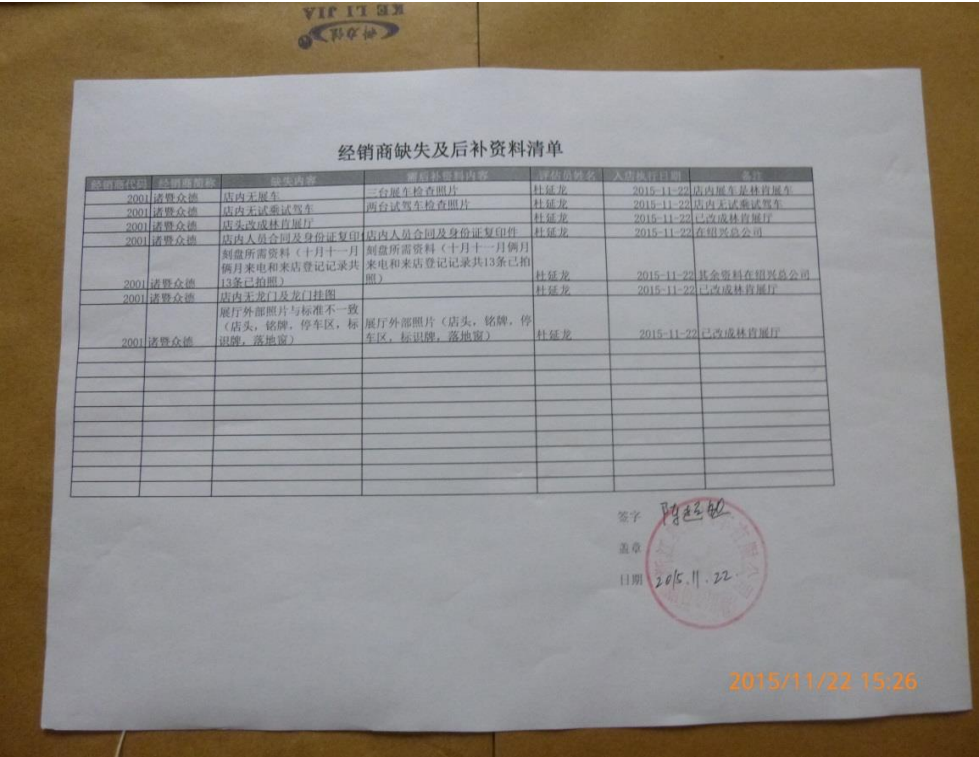 KE LI JIA
科力佳
经销商缺失及后补资料清单
经销商代码 经销商简称 缺失内容 需后补资料内容 评估员姓名 入店执行日期 备注
2001 诸暨众德 店内无展车 三台展车检查照片 杜延龙 2015-11-22 店内展车是林肯展车
2001 诸暨众德 店内无试乘试驾车 两台试驾车检查照片 杜延龙 2015-11-22 店内无试乘试驾车
2001 诸暨众德 店头改成林肯展厅 杜延龙 2015-11-22 已改成林肯展厅
2001 诸暨众德 店内人员合同及身份证复印 店内人员合同及身份证复印件 杜延龙 2015-11-22 在绍兴总公司
刻盘所需资料（十月十一月 刻盘所需资料（十月十一月俩月
俩月来电和来店登记记录共 来电和来店登记记录共13条已拍
2001 诸暨众德 13条已拍照） 照） 杜延龙 2015-11-22 其余资料在绍兴总公司
2001 诸暨众德 店内无龙门及龙门挂图 杜延龙 2015-11-22 已改成林肯展厅
展厅外部照片与标准不一致
（店头，铭牌，停车区，标 展厅外部照片（店头，铭牌，停
2001 诸暨众德 识牌，落地窗） 车区，标识牌，落地窗） 杜延龙 2015-11-22 已改成林肯展厅
签字
盖章
日期 2015.11.22
2015/11/22 15:26